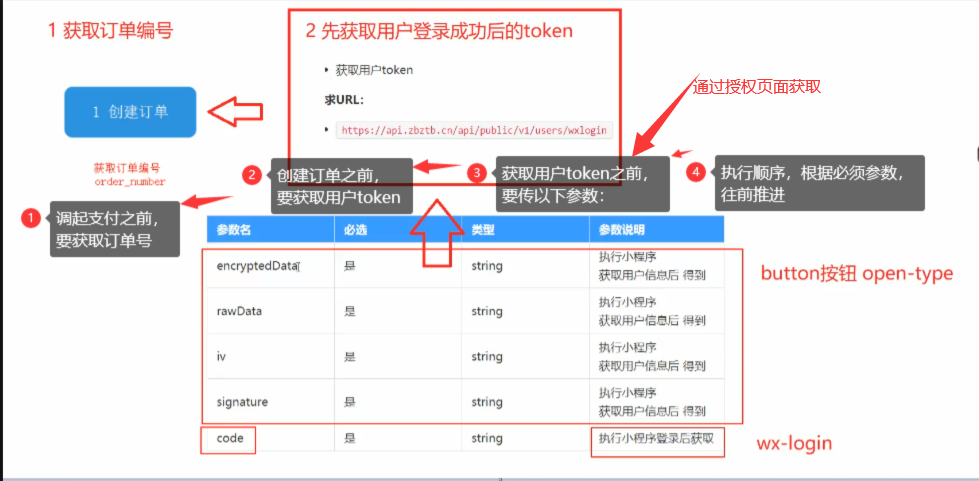 1 获取订单编号
2 先获取用户登录成功后的token
获取用户token
求URL：
https://api.zbztb.cn/api/public/v1/users/wxlogin
通过授权页面获取
1 创建订单
获取订单编号
order_number
1
调起支付之前，
要获取订单号
2
创建订单之前，
要获取用户token
3
获取用户token之前，
要传以下参数：
4
执行顺序，根据必须参数，
往前推进
参数名 必选 类型 参数说明
encryptedData 是 string 执行小程序
获取用户信息后 得到
rawData 是 string 执行小程序
获取用户信息后 得到
iv 是 string 执行小程序
获取用户信息后 得到
signature 是 string 执行小程序
获取用户信息后 得到
code 是 string 执行小程序登录后获取
button按钮 open-type
wx-login